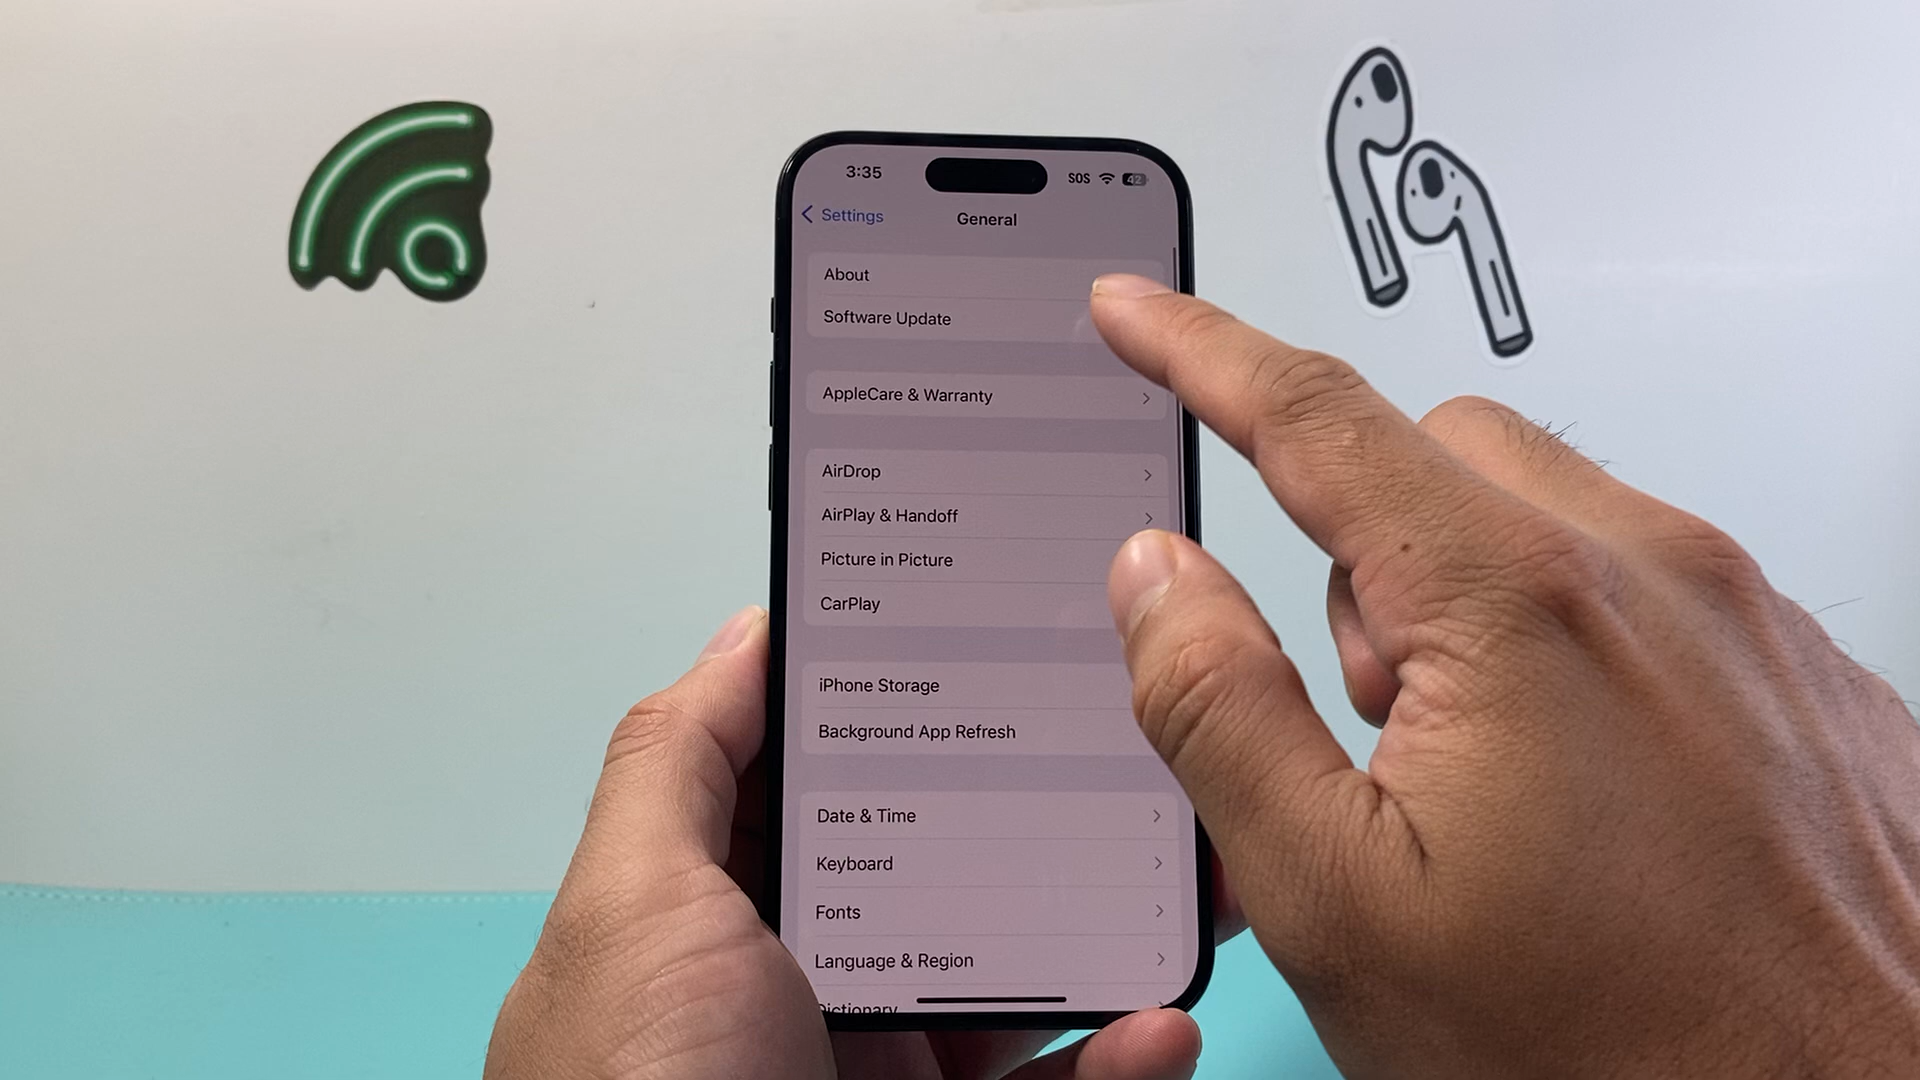 3:35
SOS
42
Settings
General
About
Software Update
AppleCare & Warranty
AirDrop
AirPlay & Handoff
Picture in Picture
CarPlay
iPhone Storage
Background App Refresh
Date & Time
Keyboard
Fonts
Language & Region
Dictionary